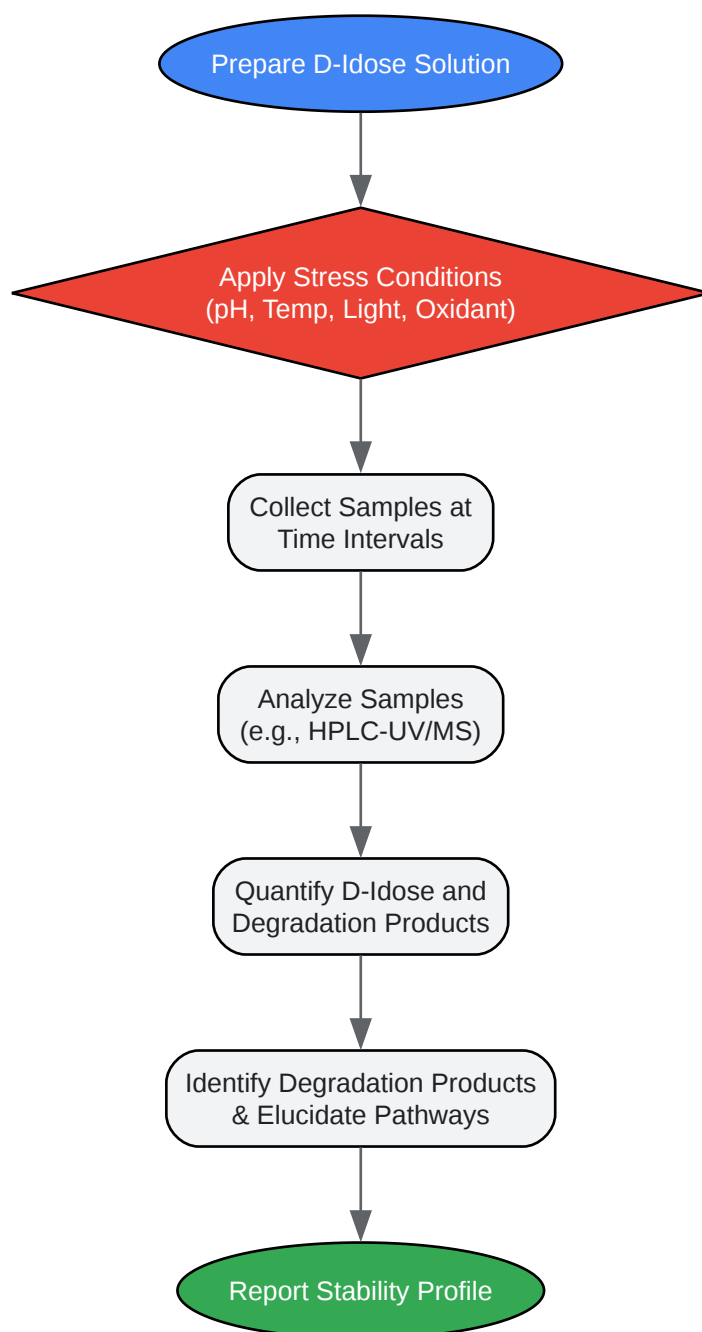 Prepare D-Idose Solution
Apply Stress Conditions
(pH, Temp, Light, Oxidant)
Collect Samples at
Time Intervals
Analyze Samples
(e.g., HPLC-UV/MS)
Quantify D-Idose and
Degradation Products
Identify Degradation Products
& Elucidate Pathways
Report Stability Profile